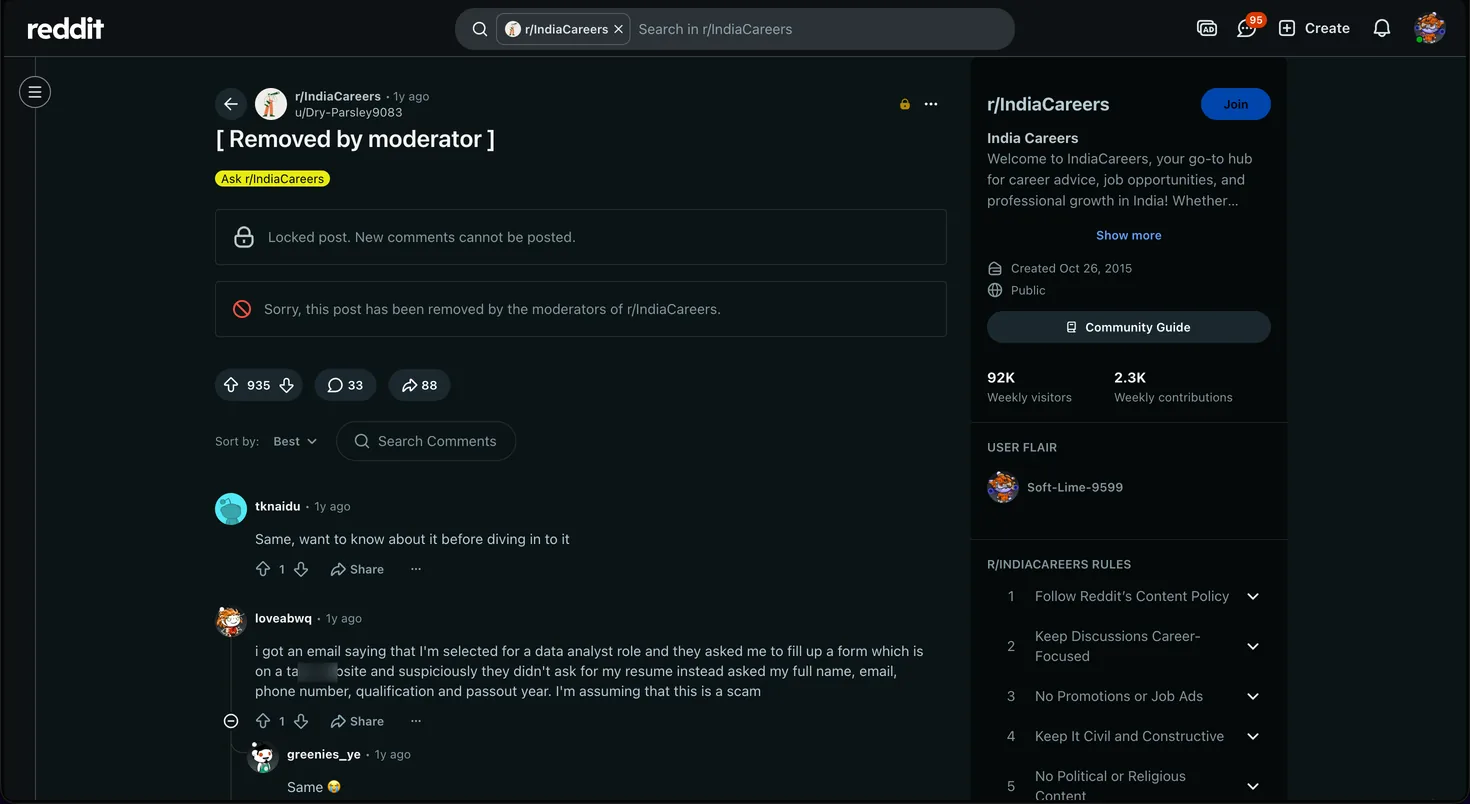 reddit
r/IndiaCareers
Search in r/IndiaCareers
AD
95
Create
r/IndiaCareers • 1y ago
u/Dry-Parsley9083
[ Removed by moderator ]
Ask r/IndiaCareers
Locked post. New comments cannot be posted.
Sorry, this post has been removed by the moderators of r/IndiaCareers.
935
33
88
Sort by: Best
Search Comments
tknaidu • 1y ago
Same, want to know about it before diving in to it
1
Share
loveabwq • 1y ago
i got an email saying that I'm selected for a data analyst role and they asked me to fill up a form which is
on a ta osite and suspiciously they didn't ask for my resume instead asked my full name, email,
phone number, qualification and passout year. I'm assuming that this is a scam
1
Share
greenies_ye • 1y ago
Same 😭
r/IndiaCareers
Join
India Careers
Welcome to IndiaCareers, your go-to hub
for career advice, job opportunities, and
professional growth in India! Whether...
Show more
Created Oct 26, 2015
Public
Community Guide
92K
Weekly visitors
2.3K
Weekly contributions
USER FLAIR
Soft-Lime-9599
R/INDIACAREERS RULES
1 Follow Reddit's Content Policy
2 Keep Discussions Career-
Focused
3 No Promotions or Job Ads
4 Keep It Civil and Constructive
5 No Political or Religious
Content